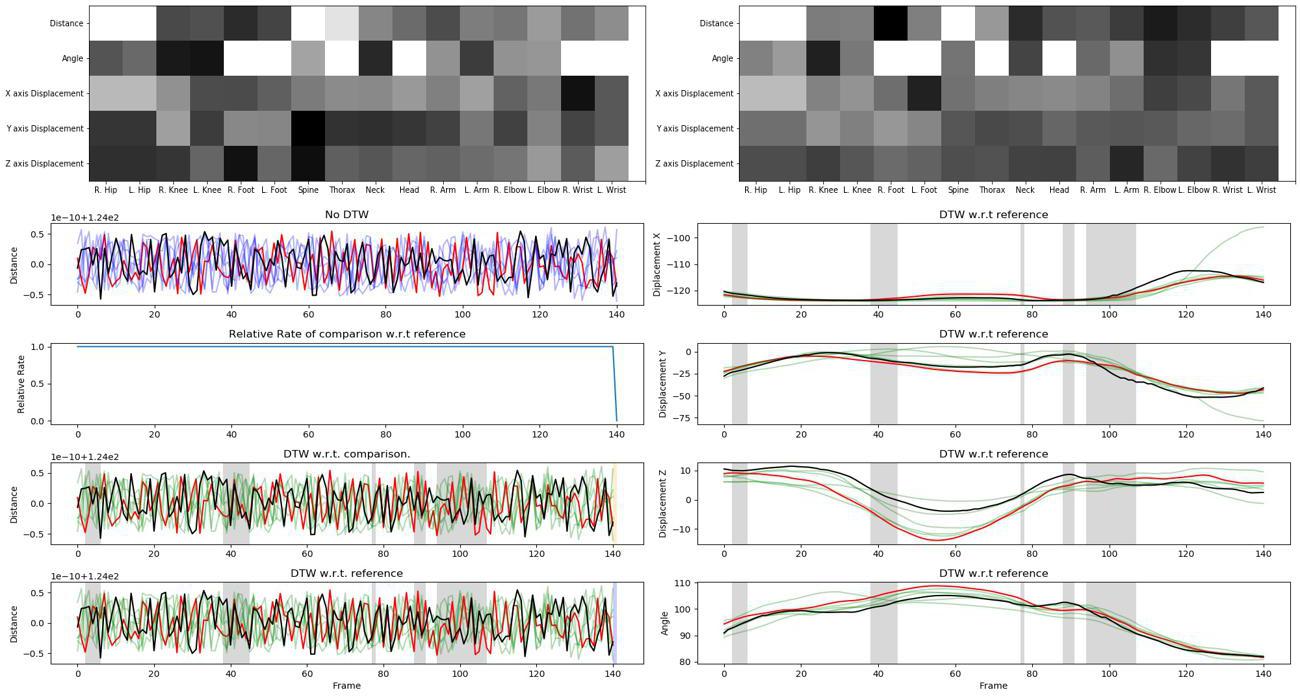 Distance
Angle
X axis Displacement
Y axis Displacement
Z axis Displacement
R. Hip L. Hip R. Knee L. Knee R. Foot L. Foot Spine Thorax Neck Head R. Arm L. Arm R. Elbow L. Elbow R. Wrist L. Wrist
Distance
Angle
X axis Displacement
Y axis Displacement
Z axis Displacement
R. Hip L. Hip R. Knee L. Knee R. Foot L. Foot Spine Thorax Neck Head R. Arm L. Arm R. Elbow L. Elbow R. Wrist L. Wrist
No DTW
1e−10+1.24e2
Distance
0.5
0.0
−0.5
0 20 40 60 80 100 120 140
DTW w.r.t reference
Diplacement X
−100
−110
−120
0 20 40 60 80 100 120 140
Relative Rate of comparison w.r.t reference
Relative Rate
1.0
0.5
0.0
0 20 40 60 80 100 120 140
DTW w.r.t reference
Displacement Y
0
−25
−50
−75
0 20 40 60 80 100 120 140
DTW w.r.t. comparison.
1e−10+1.24e2
Distance
0.5
0.0
−0.5
0 20 40 60 80 100 120 140
DTW w.r.t reference
Displacement Z
10
0
−10
0 20 40 60 80 100 120 140
DTW w.r.t. reference
1e−10+1.24e2
Distance
0.5
0.0
−0.5
0 20 40 60 80 100 120 140
Frame
DTW w.r.t reference
Angle
110
100
90
80
0 20 40 60 80 100 120 140
Frame